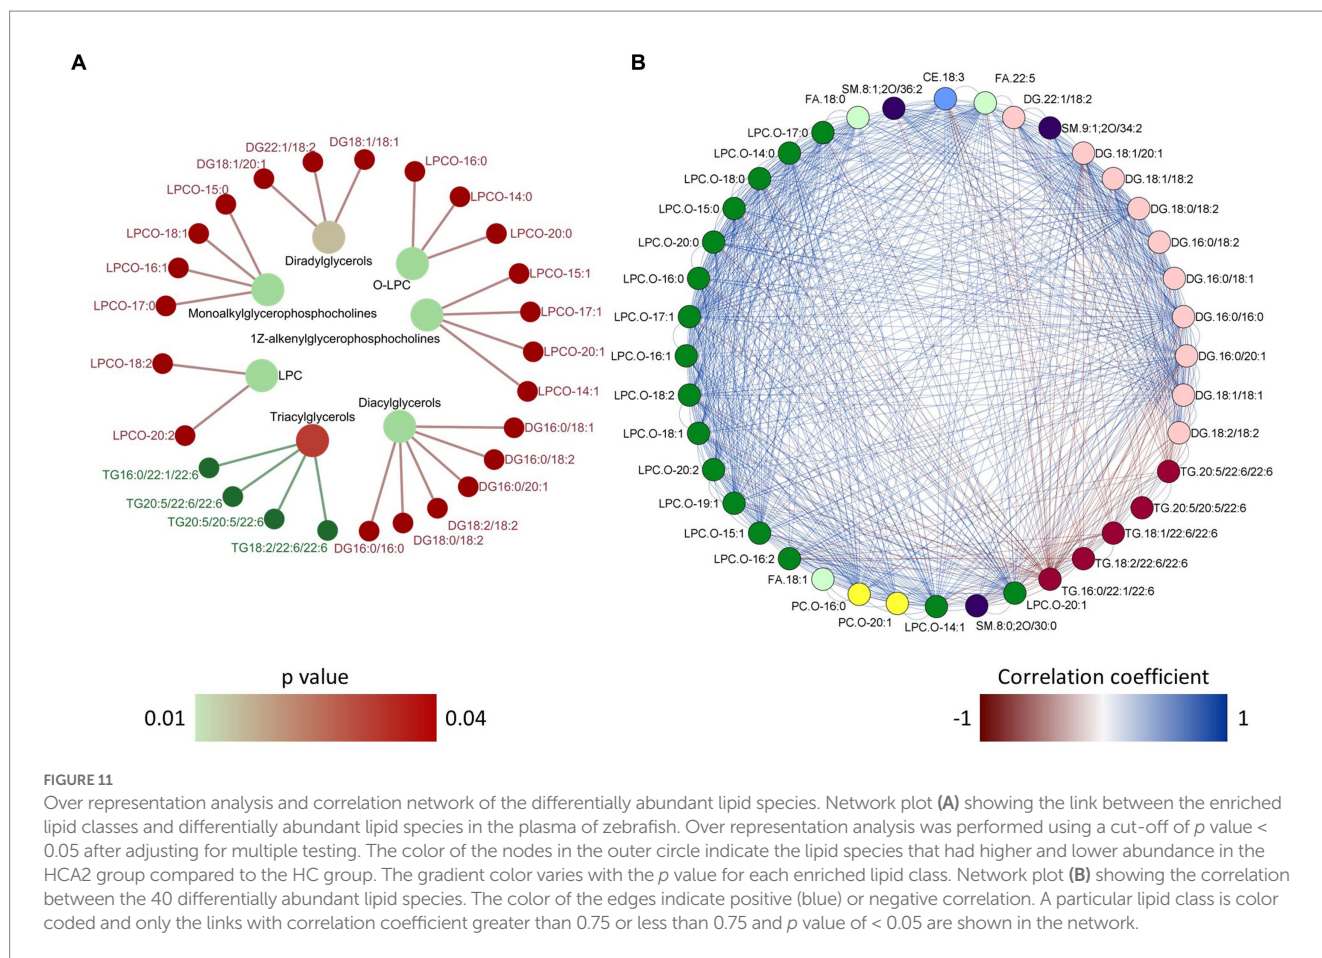 A
DG22:1/18:2
DG18:1/18:1
DG18:1/20:1
LPCO-16:0
LPCO-15:0
LPCO-14:0
LPCO-18:1
LPCO-20:0
Diradylglycerols
LPCO-16:1
LPCO-15:1
O-LPC
LPCO-17:0
Monoalkylglycerophosphocholines
LPCO-17:1
1Z-alkenylglycerophosphocholines
LPCO-20:1
LPCO-18:2
LPC
LPCO-14:1
Diacylglycerols
Triacylglycerols
DG16:0/18:1
LPCO-20:2
DG16:0/18:2
TG16:0/22:1/22:6
DG16:0/20:1
TG20:5/22:6/22:6
TG20:5/20:5/22:6
DG18:2/18:2
DG18:0/18:2
TG18:2/22:6/22:6
DG16:0/16:0
p value
0.01
0.04
B
CE.18:3
FA.22:5
SM.8:1;2O/36:2
DG.22:1/18:2
FA.18:0
SM.9:1;2O/34:2
LPC.O-17:0
DG.18:1/20:1
LPC.O-14:0
DG.18:1/18:2
LPC.O-18:0
DG.18:0/18:2
LPC.O-15:0
DG.16:0/18:2
LPC.O-20:0
DG.16:0/18:1
LPC.O-16:0
DG.16:0/16:0
LPC.O-17:1
DG.16:0/20:1
LPC.O-16:1
DG.18:1/18:1
LPC.O-18:2
DG.18:2/18:2
LPC.O-18:1
TG.20:5/22:6/22:6
LPC.O-20:2
TG.20:5/20:5/22:6
LPC.O-19:1
TG.18:1/22:6/22:6
LPC.O-15:1
TG.18:2/22:6/22:6
LPC.O-16:2
TG.16:0/22:1/22:6
FA.18:1
LPC.O-20:1
PC.O-16:0
SM.8:0;2O/30:0
PC.O-20:1
LPC.O-14:1
Correlation coefficient
-1
1
FIGURE 11
Over representation analysis and correlation network of the differentially abundant lipid species. Network plot (A) showing the link between the enriched
lipid classes and differentially abundant lipid species in the plasma of zebrafish. Over representation analysis was performed using a cut-off of p value <
0.05 after adjusting for multiple testing. The color of the nodes in the outer circle indicate the lipid species that had higher and lower abundance in the
HCA2 group compared to the HC group. The gradient color varies with the p value for each enriched lipid class. Network plot (B) showing the correlation
between the 40 differentially abundant lipid species. The color of the edges indicate positive (blue) or negative correlation. A particular lipid class is color
coded and only the links with correlation coefficient greater than 0.75 or less than 0.75 and p value of < 0.05 are shown in the network.